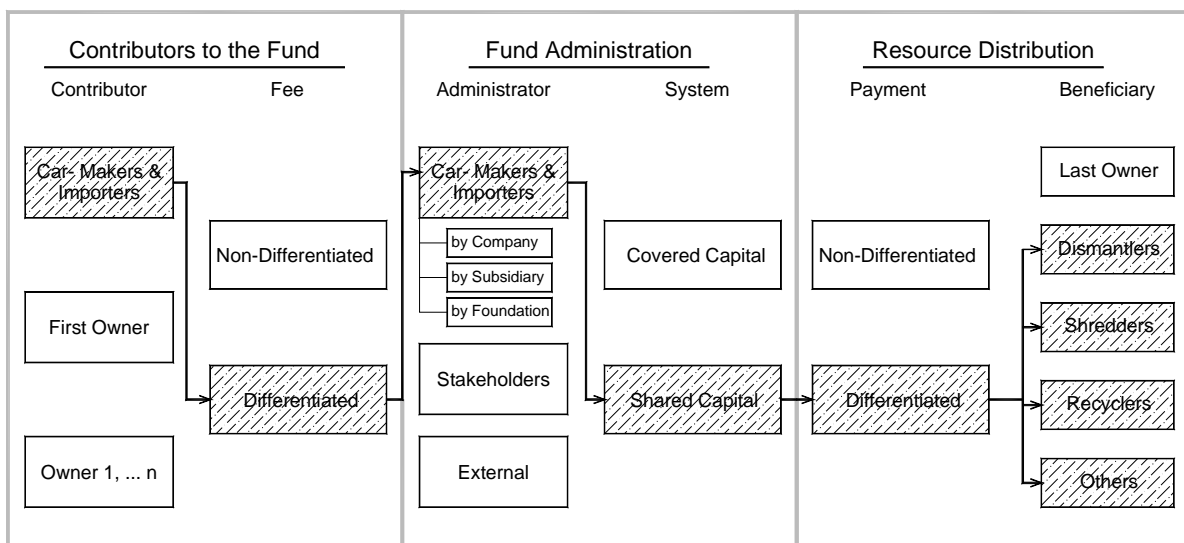 Contributors to the Fund
Contributor
Fee
Car- Makers &
Importers
Non-Differentiated
First Owner
Differentiated
Owner 1, ... n
Fund Administration
Administrator
System
Car- Makers &
Importers
by Company
by Subsidiary
by Foundation
Covered Capital
Stakeholders
Shared Capital
External
Resource Distribution
Payment
Beneficiary
Last Owner
Non-Differentiated
Dismantlers
Shredders
Differentiated
Recyclers
Others